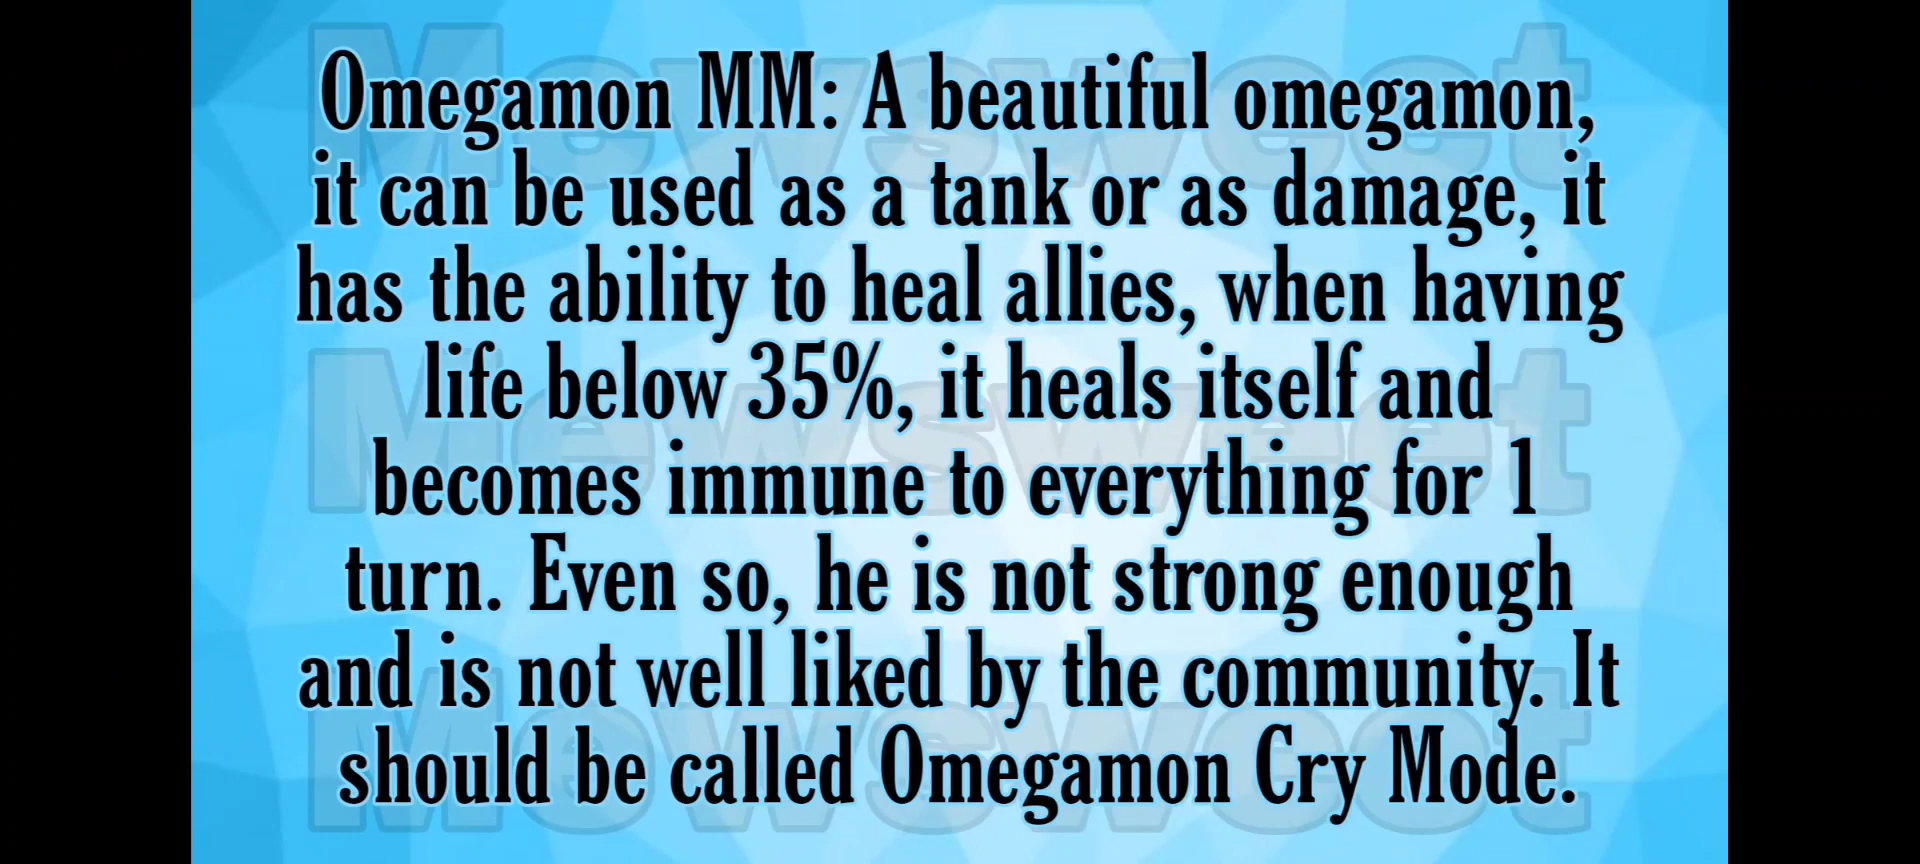 Omegamon MM: A beautiful omegamon,
it can be used as a tank or as damage, it
has the ability to heal allies, when having
life below 35%, it heals itself and
becomes immune to everything for 1
turn. Even so, he is not strong enough
and is not well liked by the community. It
should be called Omegamon Cry Mode.
Mewsweet
Mewsweet
Mewsweet